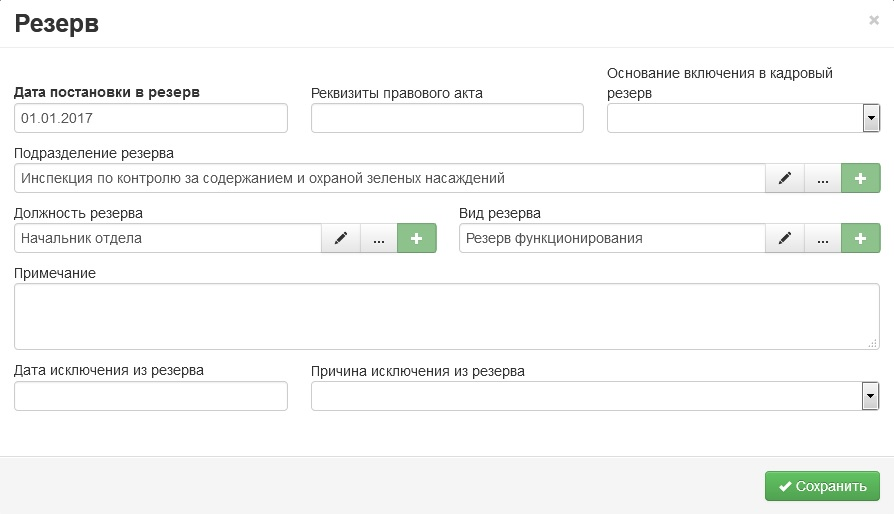 Резерв
×
Дата постановки в резерв
Реквизиты правового акта
Основание включения в кадровый
резерв
01.01.2017
Подразделение резерва
Инспекция по контролю за содержанием и охраной зеленых насаждений
...
Должность резерва
Вид резерва
Начальник отдела
...
Резерв функционирования
...
Примечание
Дата исключения из резерва
Причина исключения из резерва
Сохранить